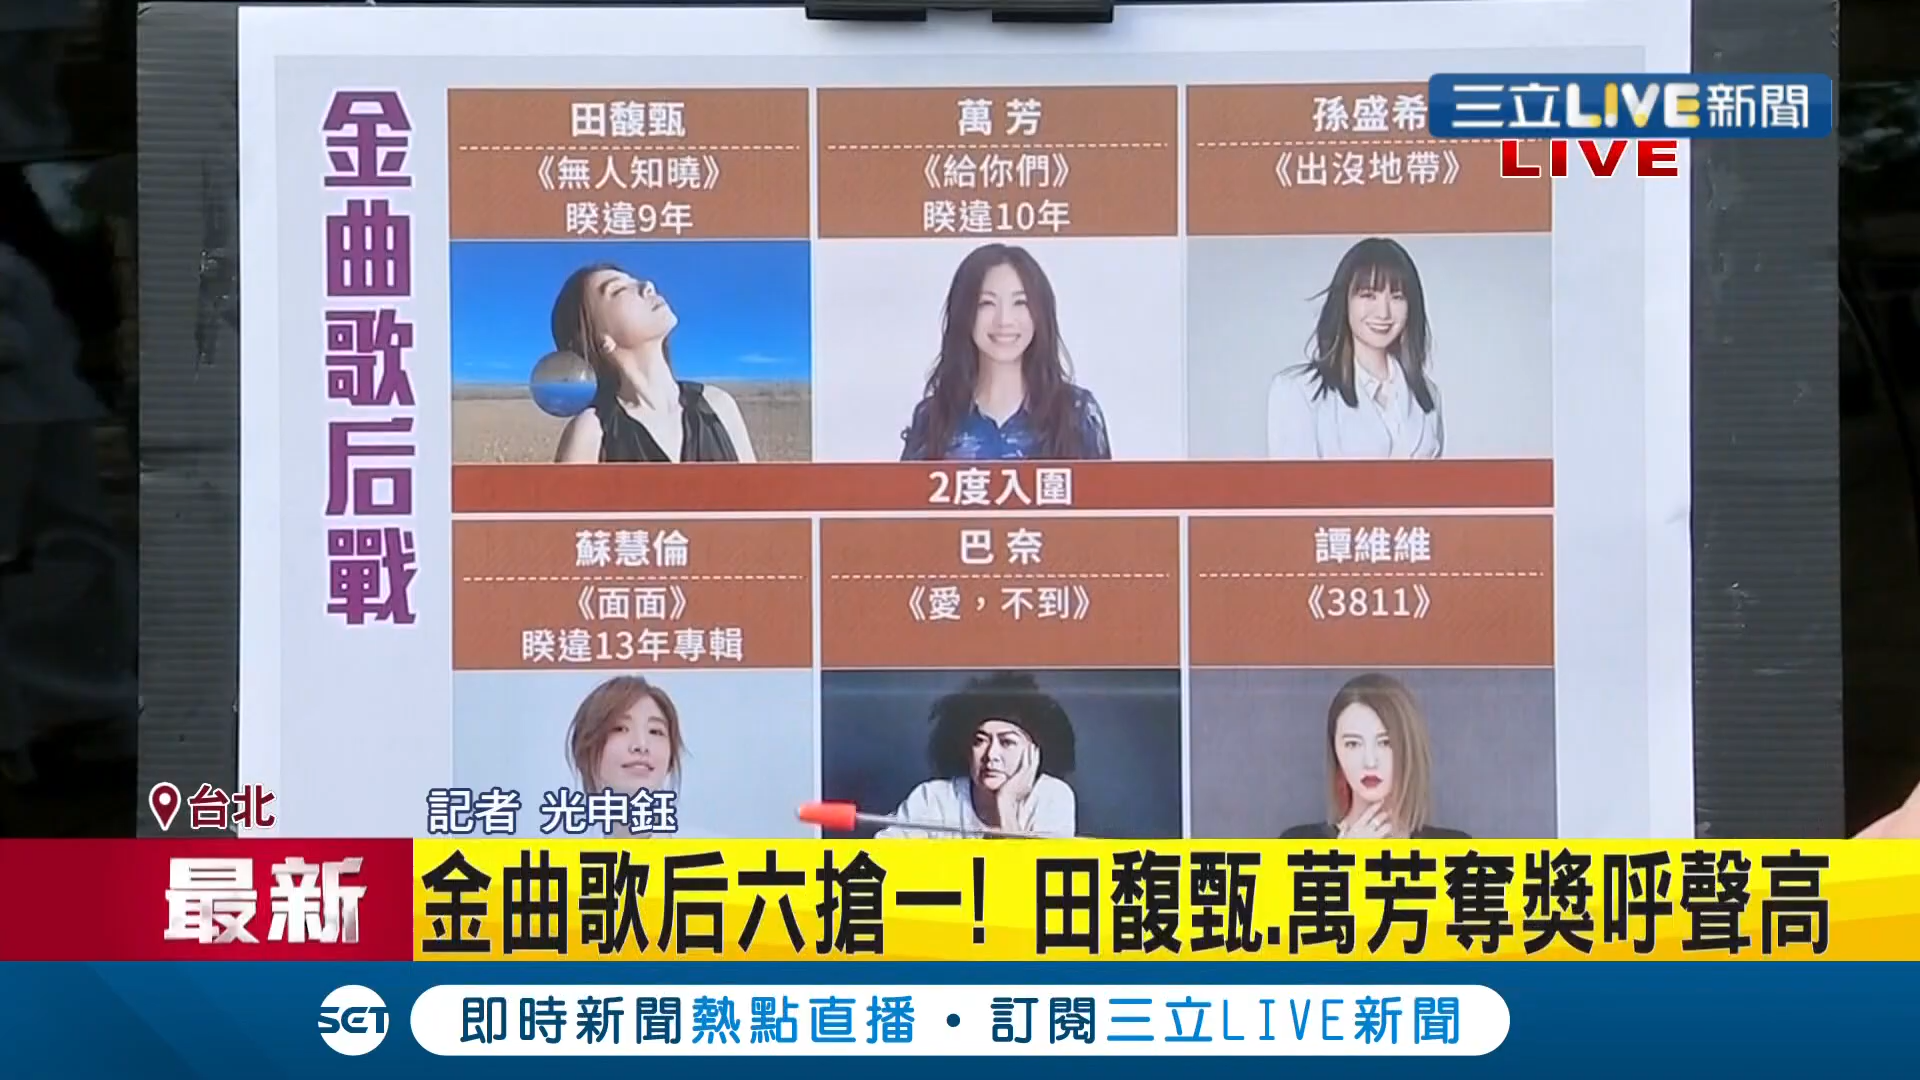 三立LIVE新聞
LIVE
金曲歌后戰
田馥甄
《無人知曉》
睽違9年
萬芳
《給你們》
睽違10年
孫盛希
《出沒地帶》
2度入圍
蘇慧倫
《面面》
睽違13年專輯
巴奈
《愛,不到》
譚維維
《3811》
台北
記者 光申鈺
最新
金曲歌后六搶一! 田馥甄.萬芳奪獎呼聲高
SET
即時新聞熱點直播・訂閱三立LIVE新聞